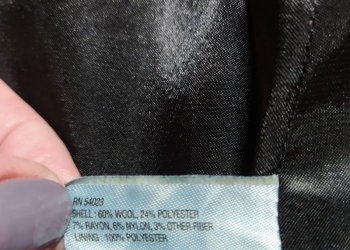 RN 54023
SHELL : 60% WOOL, 24% POLYESTER
7% RAYON, 6% NYLON, 3% OTHER FIBER
LINING : 100% POLYESTER